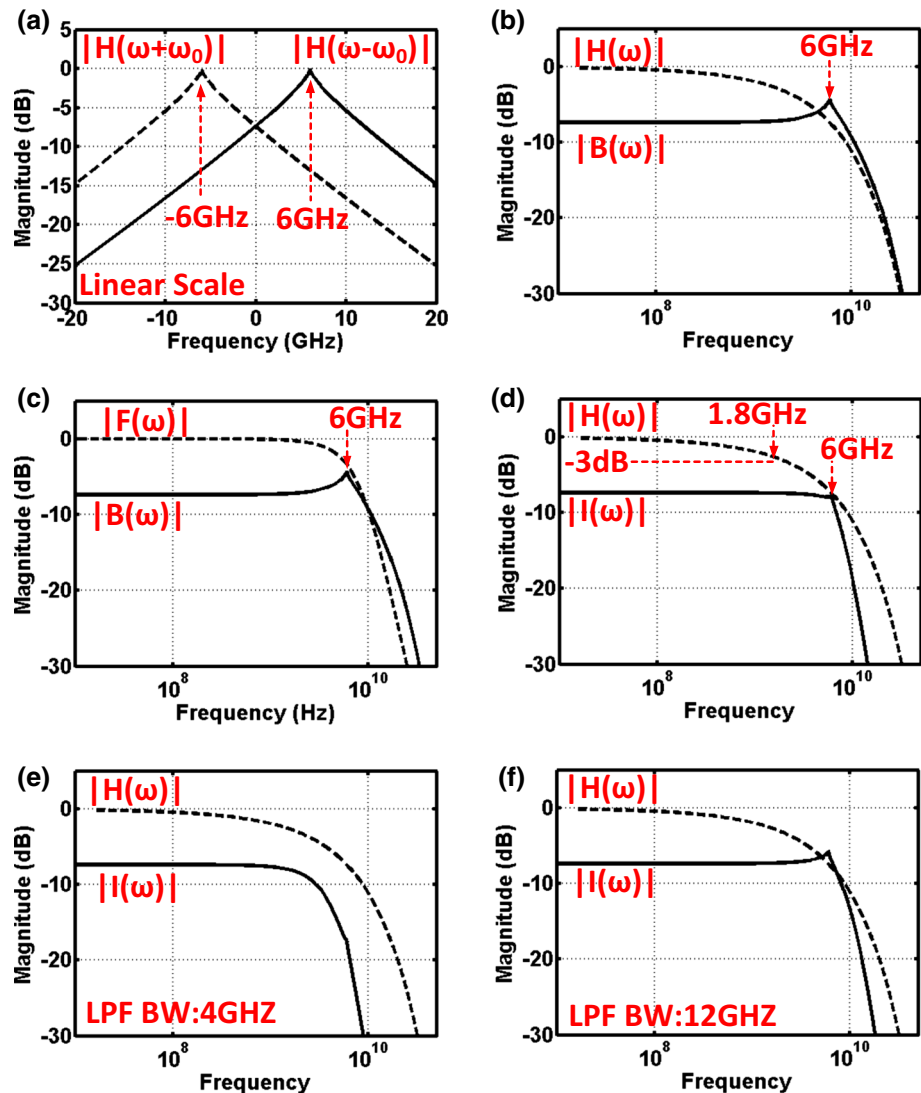 (a)
|H(ω+ω₀)| |H(ω-ω₀)|
5
0
-5
-10
-15
-20
-25
-30
Magnitude (dB)
-6GHz 6GHz
Linear Scale
-20 -10 0 10 20
Frequency (GHz)
(b)
|H(ω)|
6GHz
|B(ω)|
0
-10
-20
-30
Magnitude (dB)
10⁸ 10¹⁰
Frequency
(c)
|F(ω)|
6GHz
|B(ω)|
0
-10
-20
-30
Magnitude (dB)
10⁸ 10¹⁰
Frequency (Hz)
(d)
|H(ω)|
1.8GHz
6GHz
-3dB
|I(ω)|
0
-10
-20
-30
Magnitude (dB)
10⁸ 10¹⁰
Frequency
(e)
|H(ω)|
|I(ω)|
LPF BW:4GHZ
0
-10
-20
-30
Magnitude (dB)
10⁸ 10¹⁰
Frequency
(f)
|H(ω)|
|I(ω)|
LPF BW:12GHZ
0
-10
-20
-30
Magnitude (dB)
10⁸ 10¹⁰
Frequency